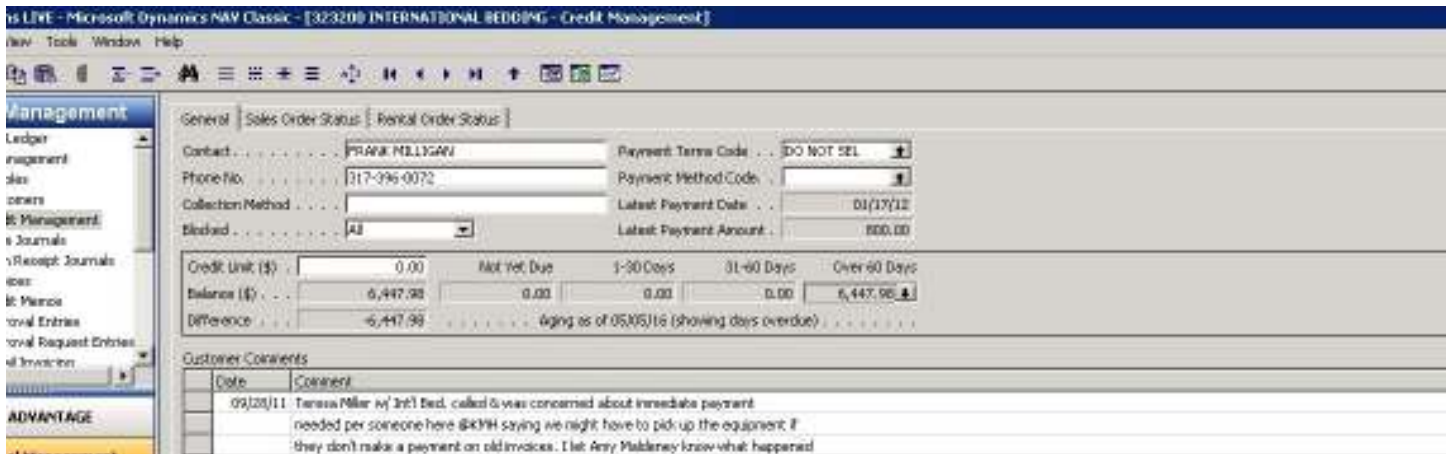 ns LIVE - Microsoft Dynamics NAV Classic - [323200 INTERNATIONAL BEDDING - Credit Management]
View Tools Window Help
Management
Ledger
nagement
ales
tomers
dit Management
s Journals
h Receipt Journals
oices
dit Memos
roval Entries
roval Request Entries
al Invoicing
ADVANTAGE
General Sales Order Status Rental Order Status
Contact . . . . . . . . . FRANK MILLIGAN Payment Terms Code . . DO NOT SEL
Phone No. . . . . . . . 317-396-0072 Payment Method Code . .
Collection Method . . . . Latest Payment Date . . 01/17/12
Blocked . . . . . . . . . All Latest Payment Amount . 800.00
Credit Limit ($) . 0.00 Not Yet Due 1-30 Days 31-60 Days Over 60 Days
Balance ($) . . . 6,447.98 0.00 0.00 0.00 6,447.98
Difference . . . . -6,447.98 . . . . . . . Aging as of 05/05/16 (showing days overdue) . . . . . . . .
Customer Comments
Date Comment
09/28/11 Teresa Miller w/ Int'l Bed. called & was concerned about immediate payment
needed per someone here @KMH saying we might have to pick up the equipment if
they don't make a payment on old invoices. I let Amy know what happened